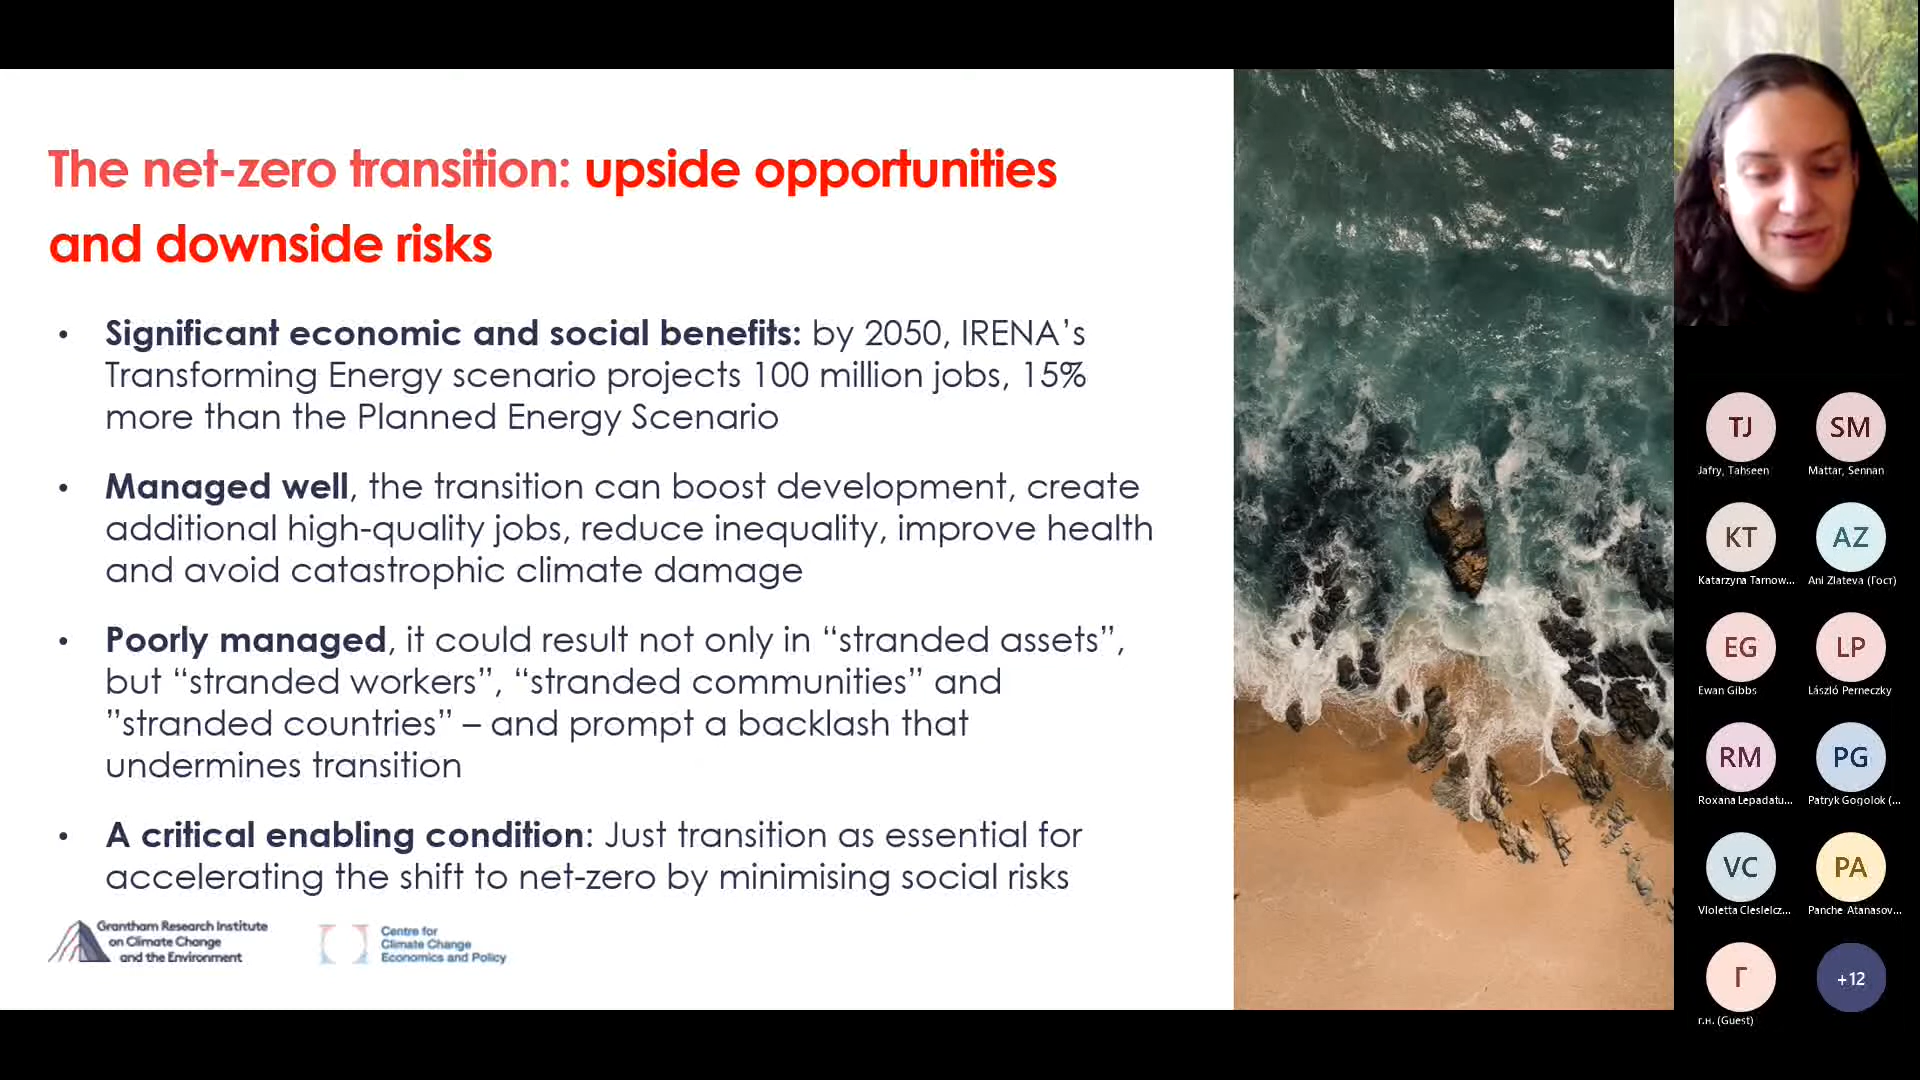 The net-zero transition: upside opportunities
and downside risks
• Significant economic and social benefits: by 2050, IRENA’s
Transforming Energy scenario projects 100 million jobs, 15%
more than the Planned Energy Scenario
• Managed well, the transition can boost development, create
additional high-quality jobs, reduce inequality, improve health
and avoid catastrophic climate damage
• Poorly managed, it could result not only in “stranded assets”,
but “stranded workers”, “stranded communities” and
”stranded countries” – and prompt a backlash that
undermines transition
• A critical enabling condition: Just transition as essential for
accelerating the shift to net-zero by minimising social risks
Grantham Research Institute
on Climate Change
and the Environment
Centre for
Climate Change
Economics and Policy
TJ
Jafry, Tahseen
SM
Mattar, Sennan
KT
Katarzyna Tarnow...
AZ
Ani Zlateva (Гост)
EG
Ewan Gibbs
LP
László Perneczky
RM
Roxana Lepadatu...
PG
Patryk Gogolok (...
VC
Violetta Ciesielcz...
PA
Panche Atanasov...
Г
г.н. (Guest)
+12